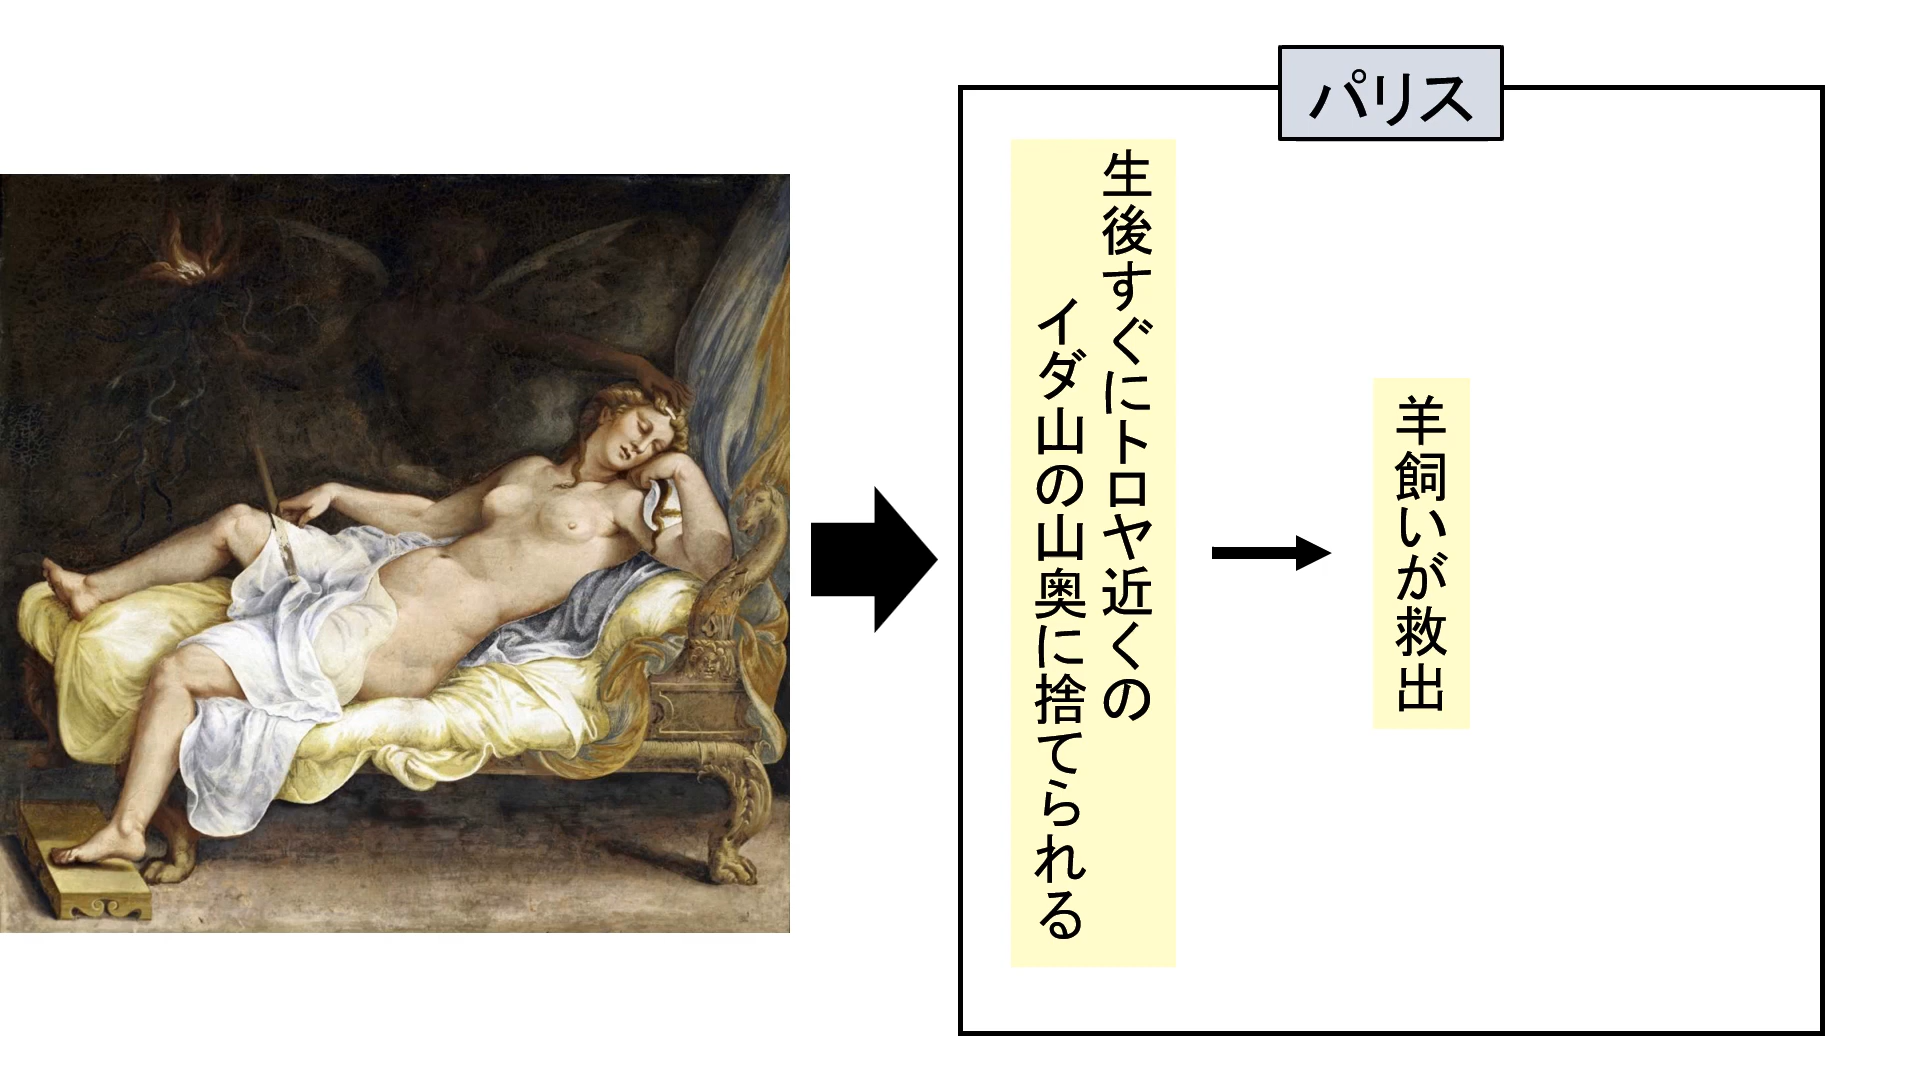 パリス
生後すぐにトロヤ近くの
イダ山の山奥に捨てられる
羊飼いが救出